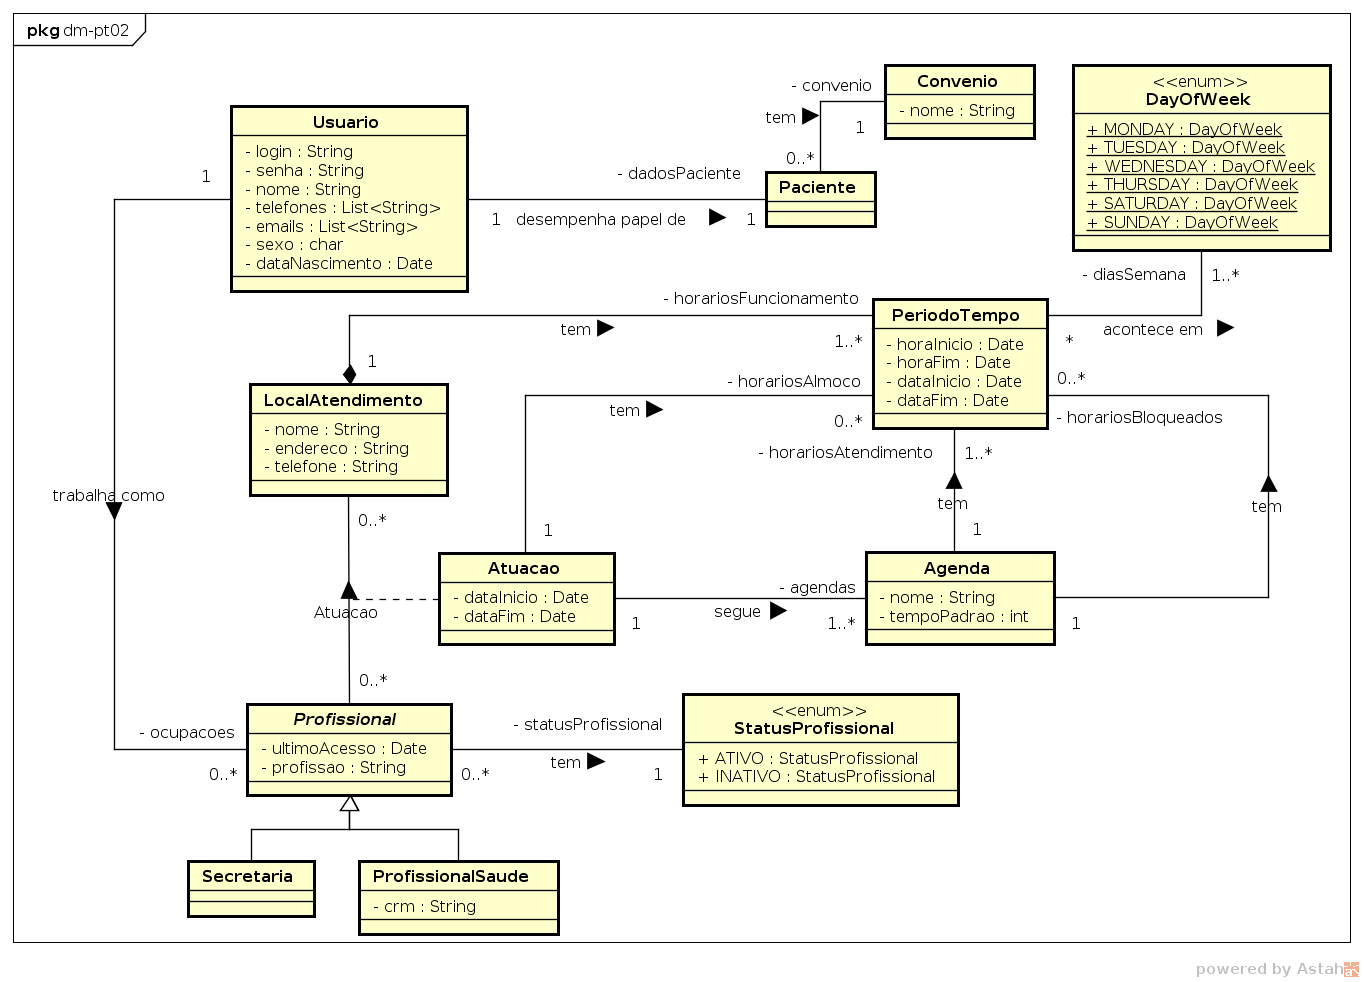 pkg dm-pt02
Usuario
- login : String
- senha : String
- nome : String
- telefones : List<String>
- emails : List<String>
- sexo : char
- dataNascimento : Date
1
- dadosPaciente
1 desempenha papel de 1
- convenio
tem
1
0..*
Convenio
- nome : String
Paciente
<<enum>>
DayOfWeek
+ MONDAY : DayOfWeek
+ TUESDAY : DayOfWeek
+ WEDNESDAY : DayOfWeek
+ THURSDAY : DayOfWeek
+ SATURDAY : DayOfWeek
+ SUNDAY : DayOfWeek
- diasSemana 1..*
acontece em
*
- horariosFuncionamento
tem
1..*
1
PeriodoTempo
- horaInicio : Date
- horaFim : Date
- dataInicio : Date
- dataFim : Date
0..*
- horariosBloqueados
- horariosAlmoco
tem
0..*
LocalAtendimento
- nome : String
- endereco : String
- telefone : String
- horariosAtendimento 1..*
tem
1
tem
trabalha como
0..*
1
Atuacao
- dataInicio : Date
- dataFim : Date
Atuacao
- agendas
segue
1
1..*
Agenda
- nome : String
- tempoPadrao : int
1
0..*
Profissional
- ultimoAcesso : Date
- profissao : String
- ocupacoes
0..*
- statusProfissional
tem
0..*
1
<<enum>>
StatusProfissional
+ ATIVO : StatusProfissional
+ INATIVO : StatusProfissional
Secretaria
ProfissionalSaude
- crm : String
powered by Astah